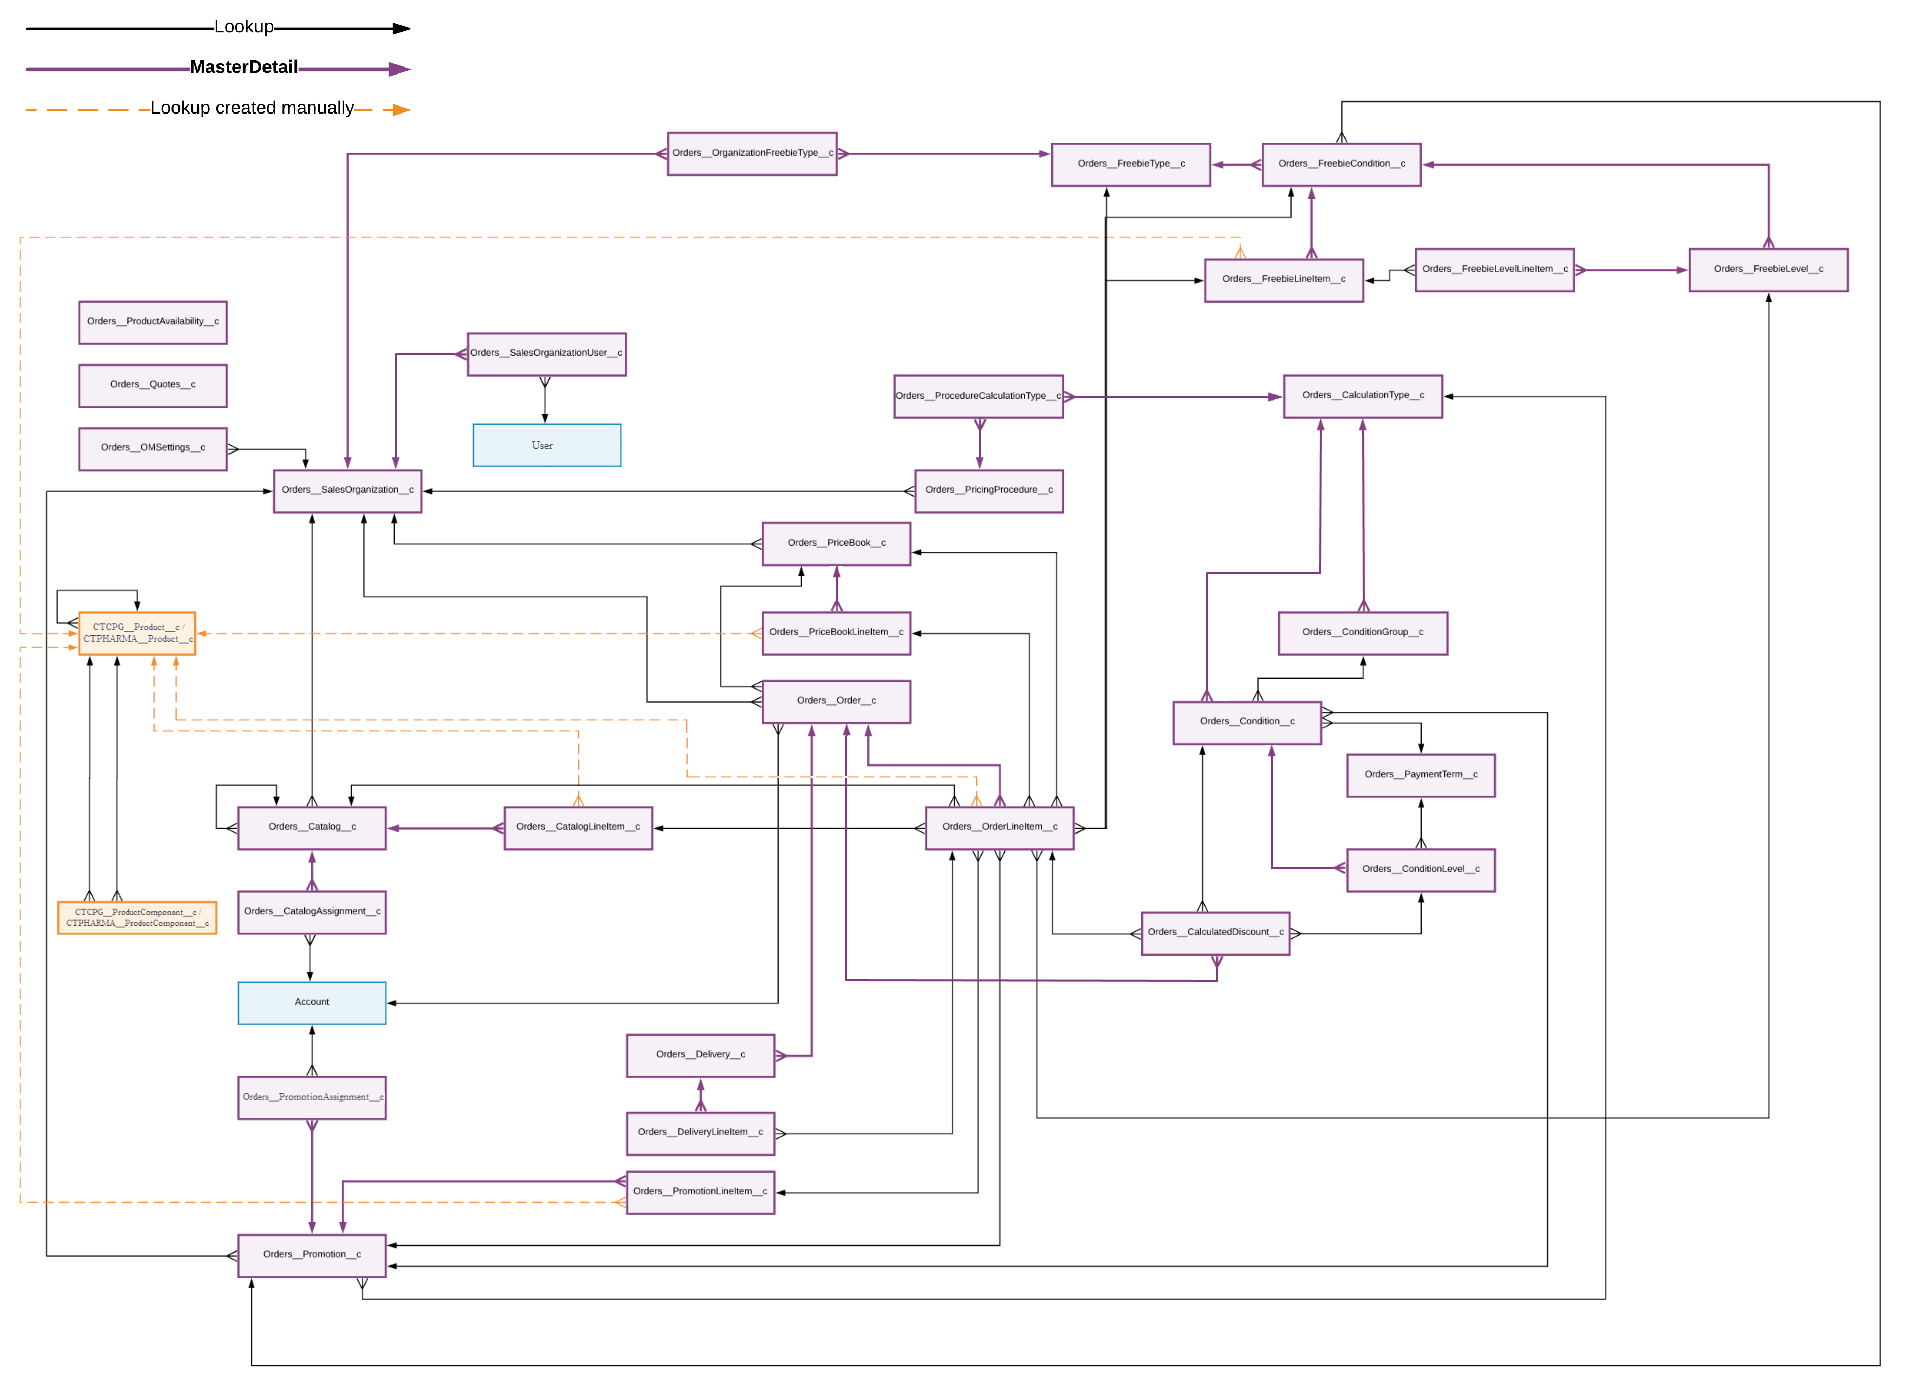 Lookup
MasterDetail
Lookup created manually
Orders__OrganizationFreebieType__c
Orders__FreebieType__c
Orders__FreebieCondition__c
Orders__FreebieLineItem__c
Orders__FreebieLevelLineItem__c
Orders__FreebieLevel__c
Orders__ProductAvailability__c
Orders__SalesOrganizationUser__c
Orders__Quotes__c
Orders__ProcedureCalculationType__c
Orders__CalculationType__c
Orders__OMSettings__c
User
Orders__SalesOrganization__c
Orders__PricingProcedure__c
Orders__PriceBook__c
CTCPG__Product__c /
CTPHARMA__Product__c
Orders__PriceBookLineItem__c
Orders__ConditionGroup__c
Orders__Order__c
Orders__Condition__c
Orders__PaymentTerm__c
Orders__Catalog__c
Orders__CatalogLineItem__c
Orders__OrderLineItem__c
Orders__ConditionLevel__c
CTCPG__ProductComponent__c /
CTPHARMA__ProductComponent__c
Orders__CatalogAssignment__c
Orders__CalculatedDiscount__c
Account
Orders__Delivery__c
Orders__PromotionAssignment__c
Orders__DeliveryLineItem__c
Orders__PromotionLineItem__c
Orders__Promotion__c